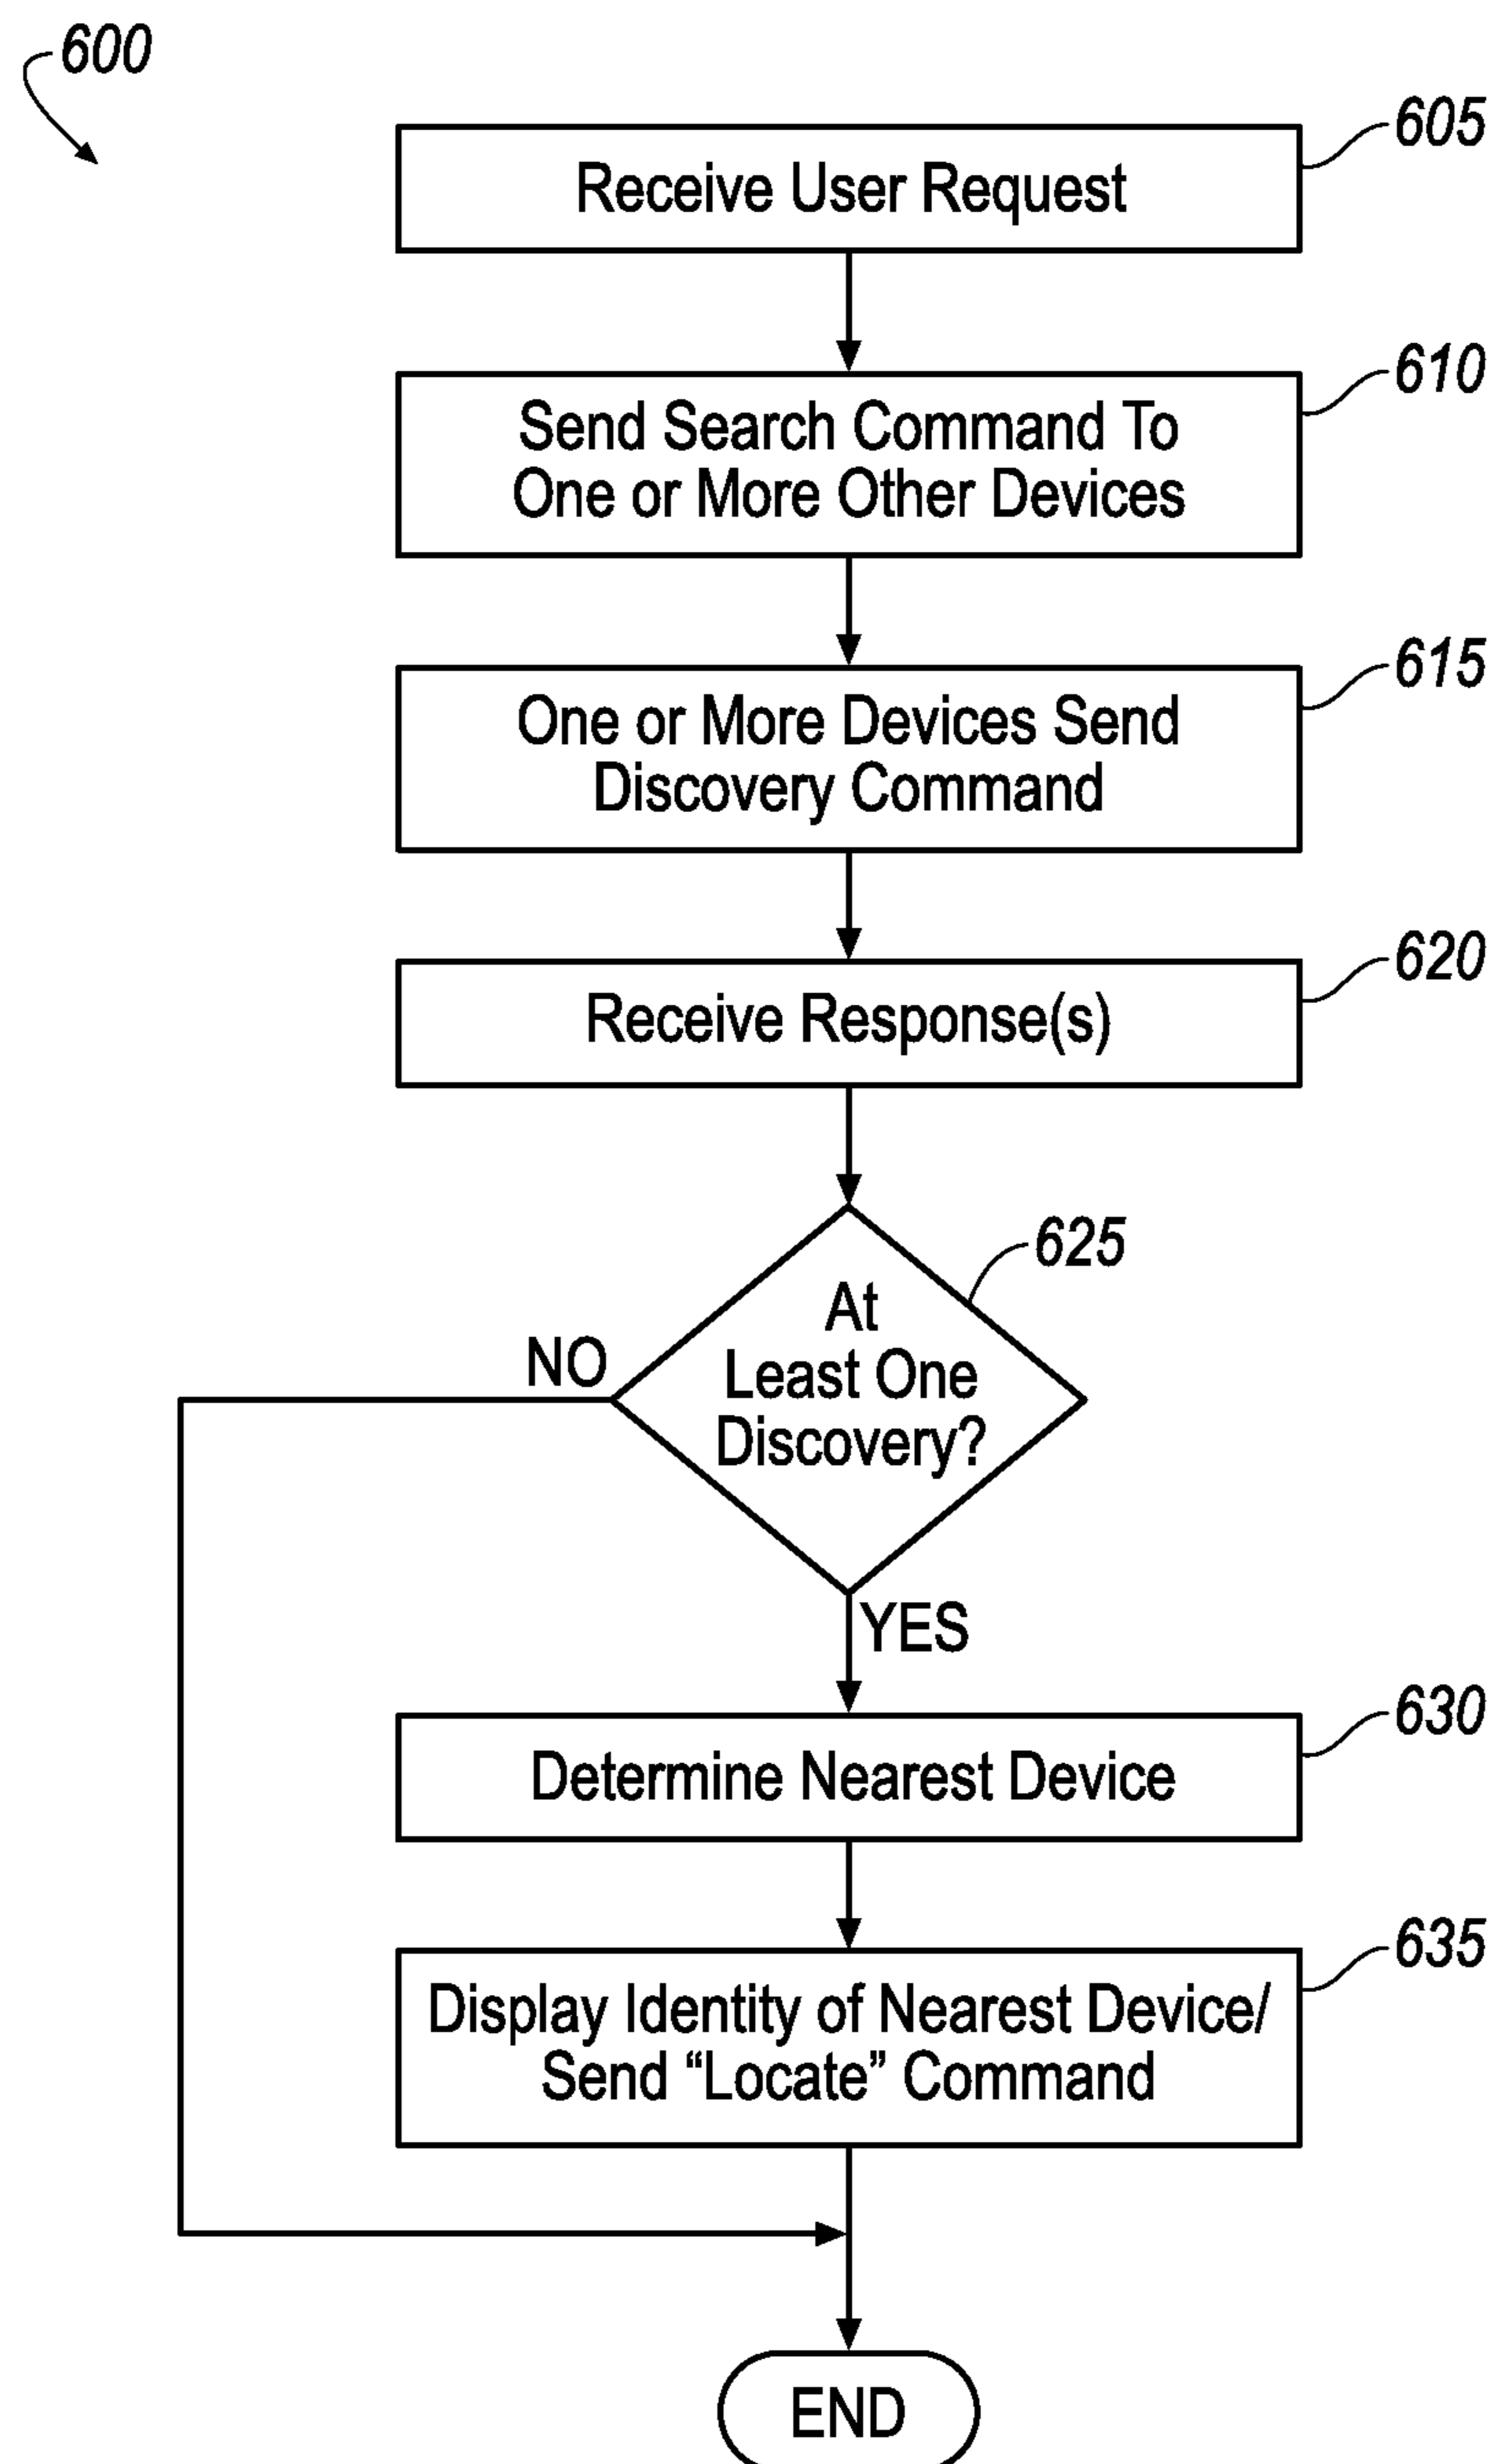 600
605
Receive User Request
610
Send Search Command To
One or More Other Devices
615
One or More Devices Send
Discovery Command
620
Receive Response(s)
625
At
Least One
Discovery?
NO
YES
630
Determine Nearest Device
635
Display Identity of Nearest Device/
Send “Locate” Command
END